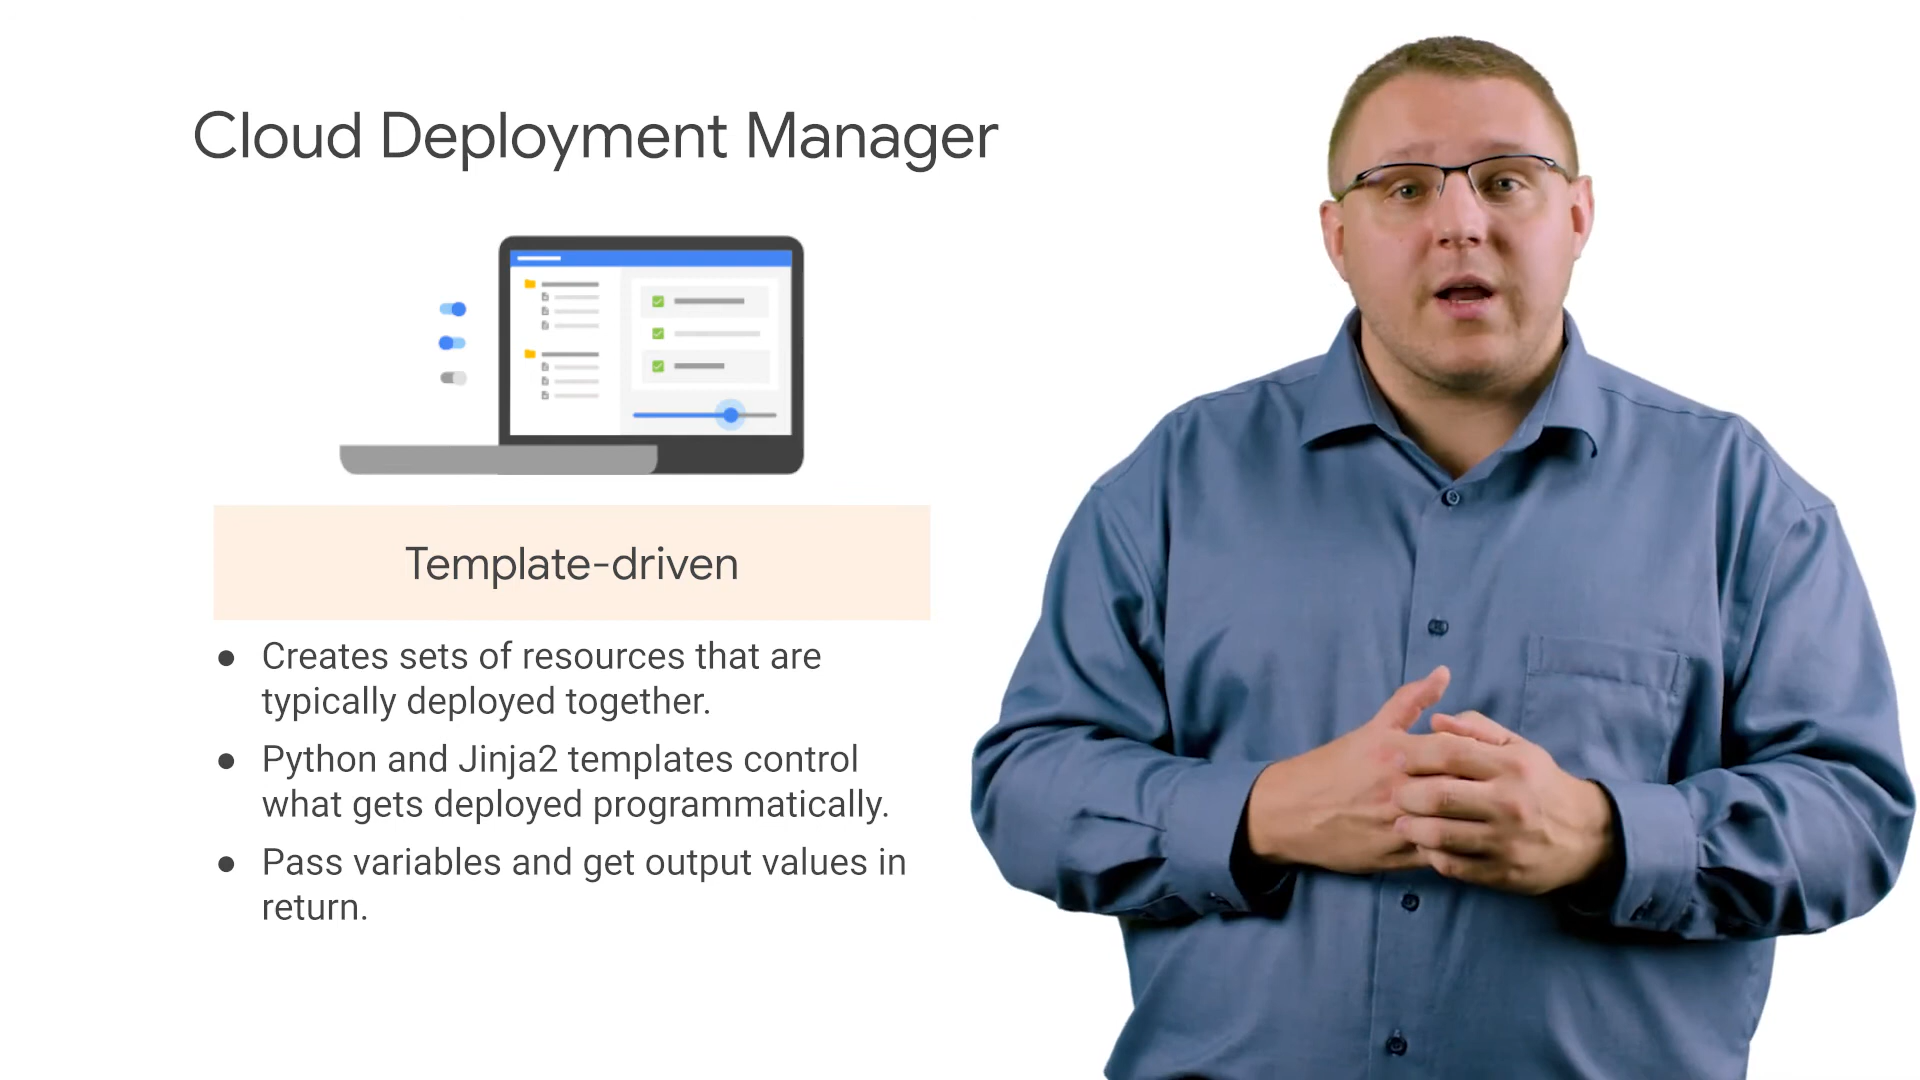 Cloud Deployment Manager
Template-driven
● Creates sets of resources that are
typically deployed together.
● Python and Jinja2 templates control
what gets deployed programmatically.
● Pass variables and get output values in
return.